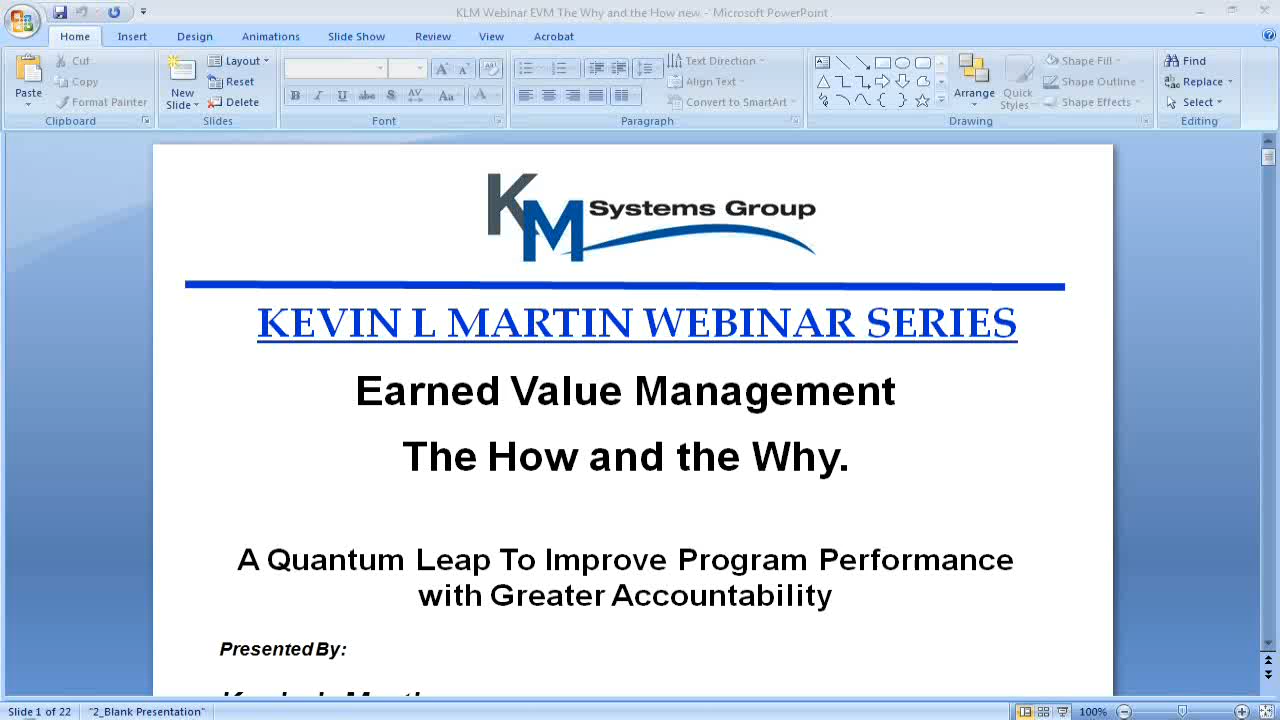 KLM Webinar EVM The Why and the How new. - Microsoft PowerPoint
Home Insert Design Animations Slide Show Review View Acrobat
Paste
Cut
Copy
Format Painter
Clipboard
New Slide
Layout
Reset
Delete
Slides
B I U abe S AV Aa A
Font
Text Direction
Align Text
Convert to SmartArt
Paragraph
Arrange
Quick Styles
Shape Fill
Shape Outline
Shape Effects
Drawing
Find
Replace
Select
Editing
KM Systems Group
KEVIN L MARTIN WEBINAR SERIES
Earned Value Management
The How and the Why.
A Quantum Leap To Improve Program Performance
with Greater Accountability
Presented By:
Slide 1 of 22 "2_Blank Presentation" 100%